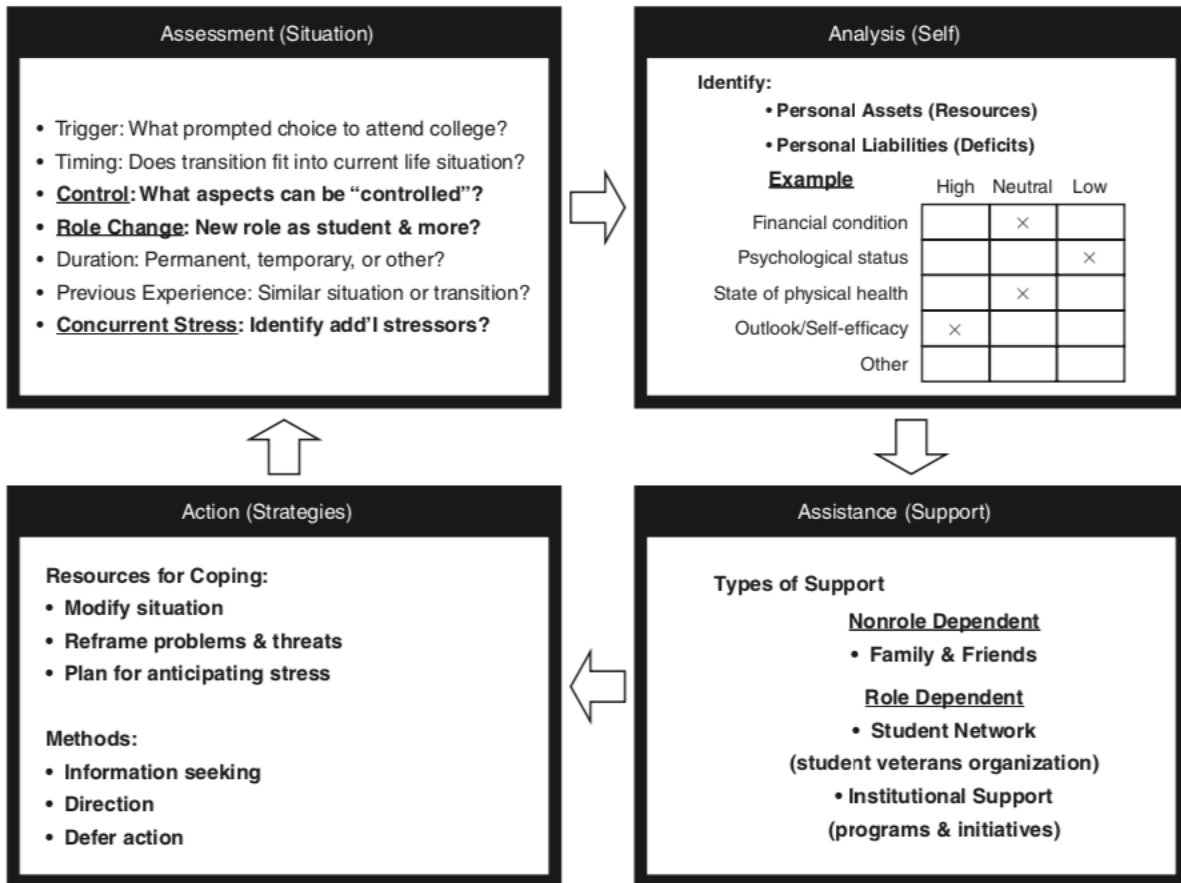 Assessment (Situation)
• Trigger: What prompted choice to attend college?
• Timing: Does transition fit into current life situation?
• Control: What aspects can be “controlled”?
• Role Change: New role as student & more?
• Duration: Permanent, temporary, or other?
• Previous Experience: Similar situation or transition?
• Concurrent Stress: Identify add’l stressors?
Analysis (Self)
Identify:
• Personal Assets (Resources)
• Personal Liabilities (Deficits)
Example High Neutral Low
Financial condition ×
Psychological status ×
State of physical health ×
Outlook/Self-efficacy ×
Other
Assistance (Support)
Types of Support
Nonrole Dependent
• Family & Friends
Role Dependent
• Student Network
(student veterans organization)
• Institutional Support
(programs & initiatives)
Action (Strategies)
Resources for Coping:
• Modify situation
• Reframe problems & threats
• Plan for anticipating stress
Methods:
• Information seeking
• Direction
• Defer action